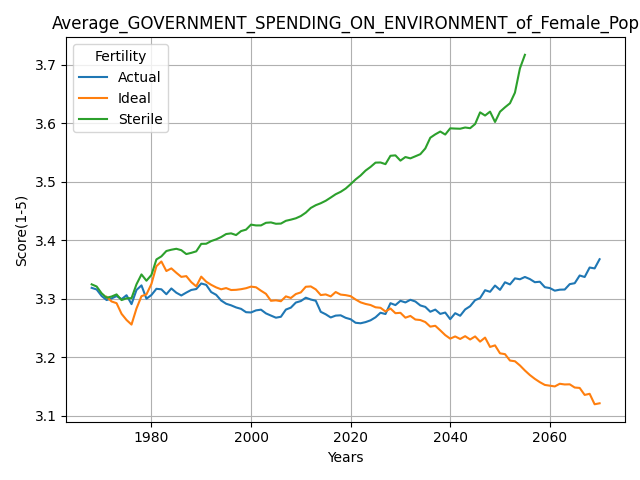 Average_GOVERNMENT_SPENDING_ON_ENVIRONMENT_of_Female_Pop
Fertility
Actual
Ideal
Sterile
Score(1-5)
3.7
3.6
3.5
3.4
3.3
3.2
3.1
1980 2000 2020 2040 2060
Years